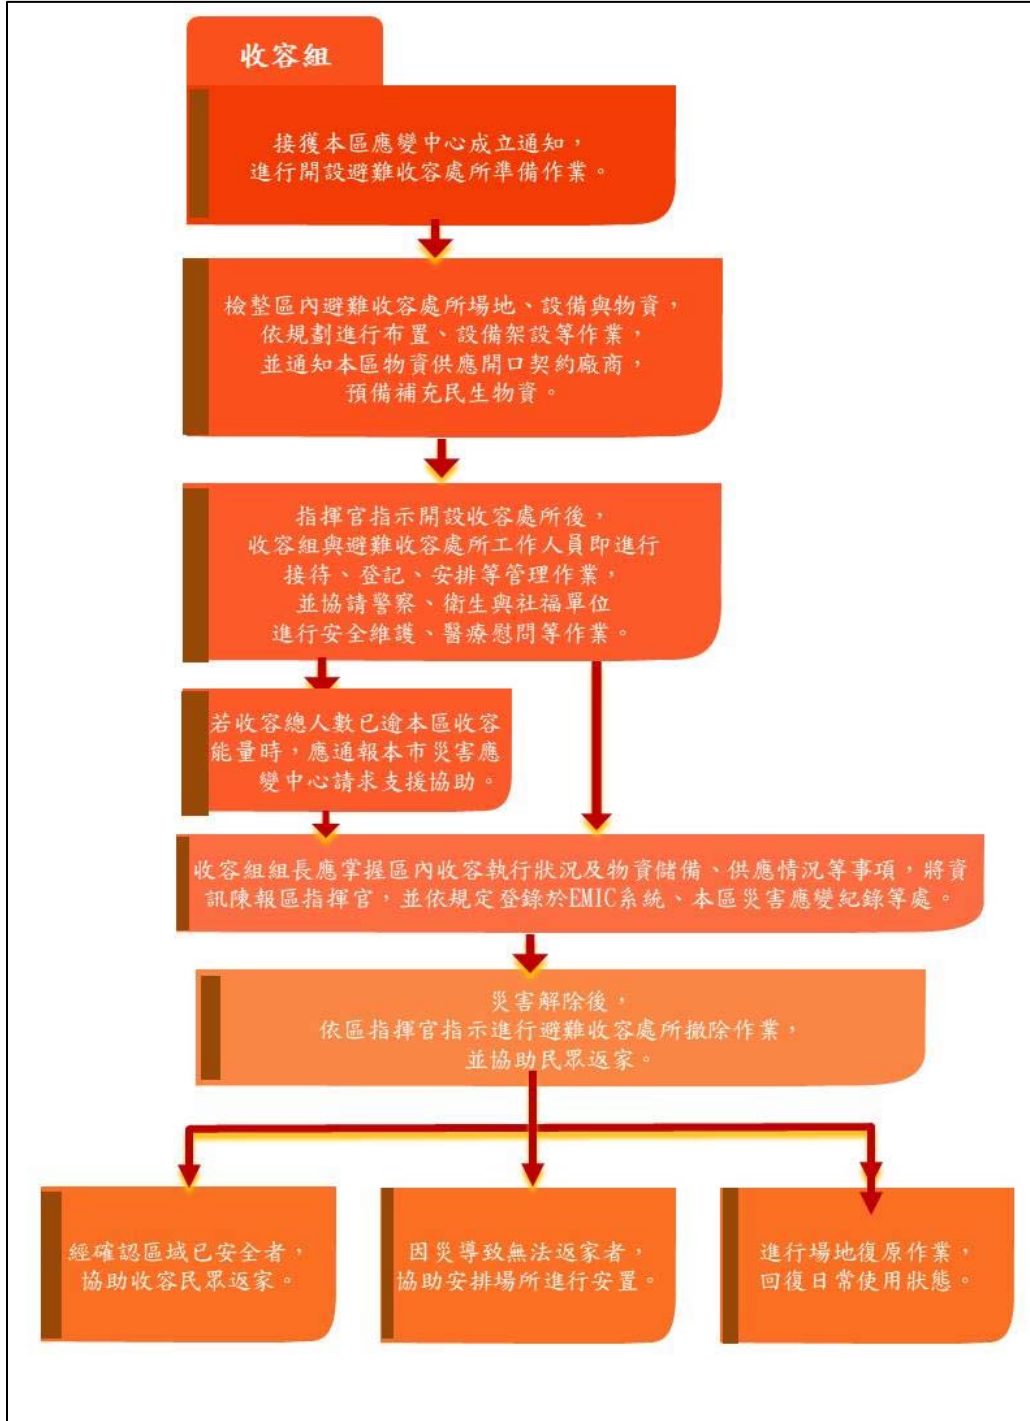 收容組
接獲本區應變中心成立通知，
進行開設避難收容處所準備作業。
檢整區內避難收容處所場地、設備與物資，
依規劃進行布置、設備架設等作業，
並通知本區物資供應開口契約廠商，
預備補充民生物資。
指揮官指示開設收容處所後，
收容組與避難收容處所工作人員即進行
接待、登記、安排等管理作業，
並協請警察、衛生與社福單位
進行安全維護、醫療慰問等作業。
若收容總人數已逾本區收容
能量時，應通報本市災害應
變中心請求支援協助。
收容組組長應掌握區內收容執行狀況及物資儲備、供應情況等事項，將資
訊陳報區指揮官，並依規定登錄於EMIC系統、本區災害應變紀錄等處。
災害解除後，
依區指揮官指示進行避難收容處所撤除作業，
並協助民眾返家。
經確認區域已安全者，
協助收容民眾返家。
因災導致無法返家者，
協助安排場所進行安置。
進行場地復原作業，
回復日常使用狀態。